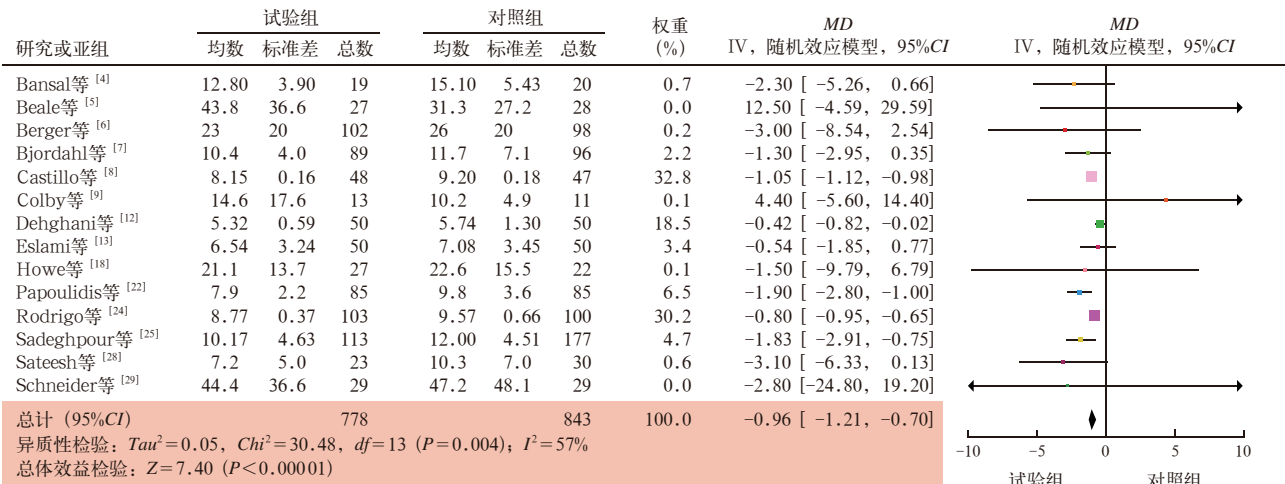 试验组 对照组 权重 MD MD
研究或亚组 均数 标准差 总数 均数 标准差 总数 (%) IV，随机效应模型，95%CI IV，随机效应模型，95%CI
Bansal等 [4] 12.80 3.90 19 15.10 5.43 20 0.7 −2.30 [ −5.26, 0.66]
Beale等 [5] 43.8 36.6 27 31.3 27.2 28 0.0 12.50 [ −4.59, 29.59]
Berger等 [6] 23 20 102 26 20 98 0.2 −3.00 [ −8.54, 2.54]
Bjordahl等 [7] 10.4 4.0 89 11.7 7.1 96 2.2 −1.30 [ −2.95, 0.35]
Castillo等 [8] 8.15 0.16 48 9.20 0.18 47 32.8 −1.05 [ −1.12, −0.98]
Colby等 [9] 14.6 17.6 13 10.2 4.9 11 0.1 4.40 [ −5.60, 14.40]
Dehghani等 [12] 5.32 0.59 50 5.74 1.30 50 18.5 −0.42 [ −0.82, −0.02]
Eslami等 [13] 6.54 3.24 50 7.08 3.45 50 3.4 −0.54 [ −1.85, 0.77]
Howe等 [18] 21.1 13.7 27 22.6 15.5 22 0.1 −1.50 [ −9.79, 6.79]
Papoulidis等 [22] 7.9 2.2 85 9.8 3.6 85 6.5 −1.90 [ −2.80, −1.00]
Rodrigo等 [24] 8.77 0.37 103 9.57 0.66 100 30.2 −0.80 [ −0.95, −0.65]
Sadeghpour等 [25] 10.17 4.63 113 12.00 4.51 177 4.7 −1.83 [ −2.91, −0.75]
Sateesh等 [28] 7.2 5.0 23 10.3 7.0 30 0.6 −3.10 [ −6.33, 0.13]
Schneider等 [29] 44.4 36.6 29 47.2 48.1 29 0.0 −2.80 [−24.80, 19.20]
总计（95%CI） 778 843 100.0 −0.96 [ −1.21, −0.70]
异质性检验：Tau²=0.05，Chi²=30.48，df=13（P=0.004）；I²=57%
总体效益检验：Z=7.40（P＜0.00001）
−10 −5 0 5 10
试验组 对照组